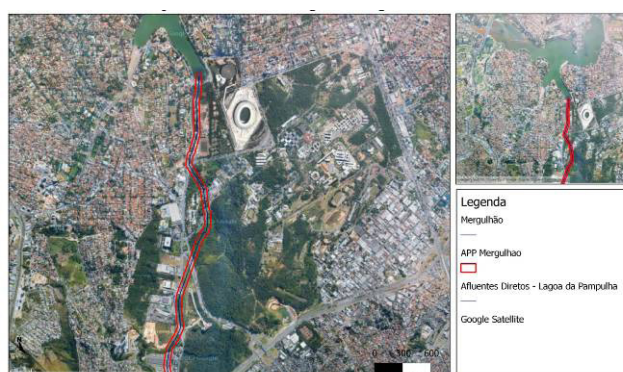 Legenda
Mergulhão
APP Mergulhao
Afluentes Diretos - Lagoa da Pampulha
Google Satellite
N
0 300 600